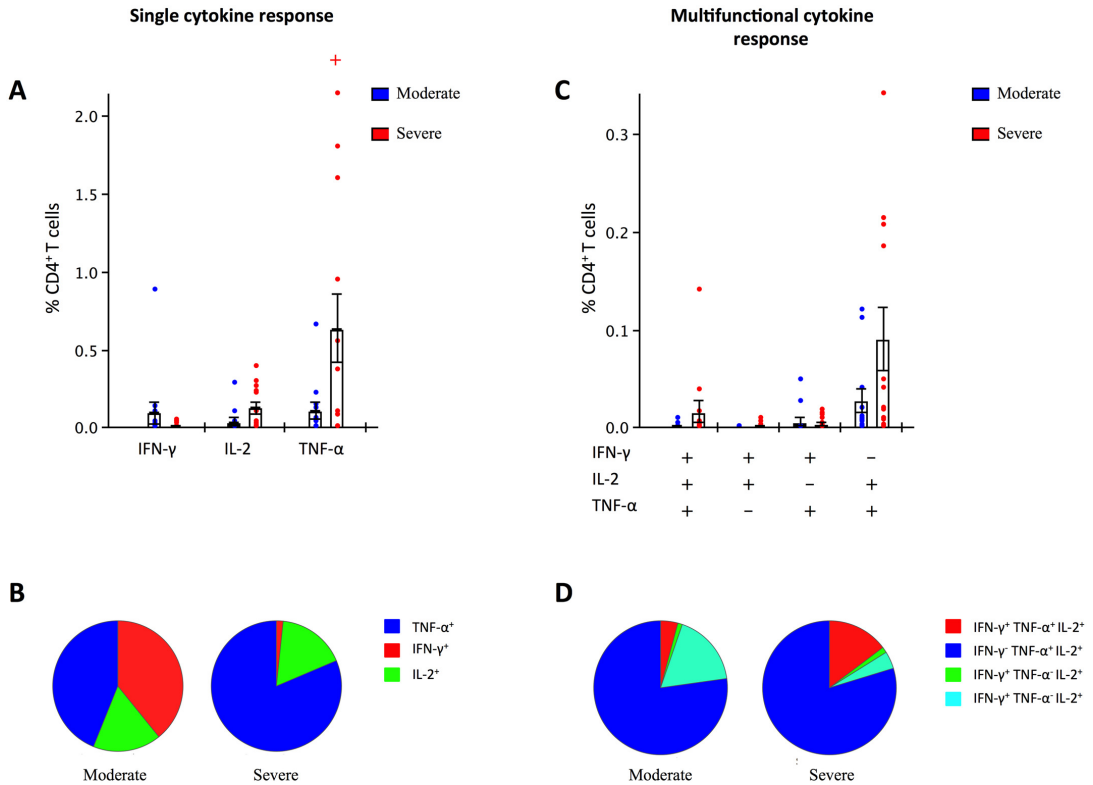 Single cytokine response
Multifunctional cytokine
response
A
+
Moderate
Severe
2.0
1.5
1.0
0.5
0.0
% CD4+ T cells
IFN-γ IL-2 TNF-α
C
Moderate
Severe
0.3
0.2
0.1
0.0
% CD4+ T cells
IFN-γ + + + –
IL-2 + + – +
TNF-α + – + +
B
TNF-α+
IFN-γ+
IL-2+
Moderate Severe
D
IFN-γ+ TNF-α+ IL-2+
IFN-γ- TNF-α+ IL-2+
IFN-γ+ TNF-α- IL-2+
IFN-γ+ TNF-α- IL-2+
Moderate Severe